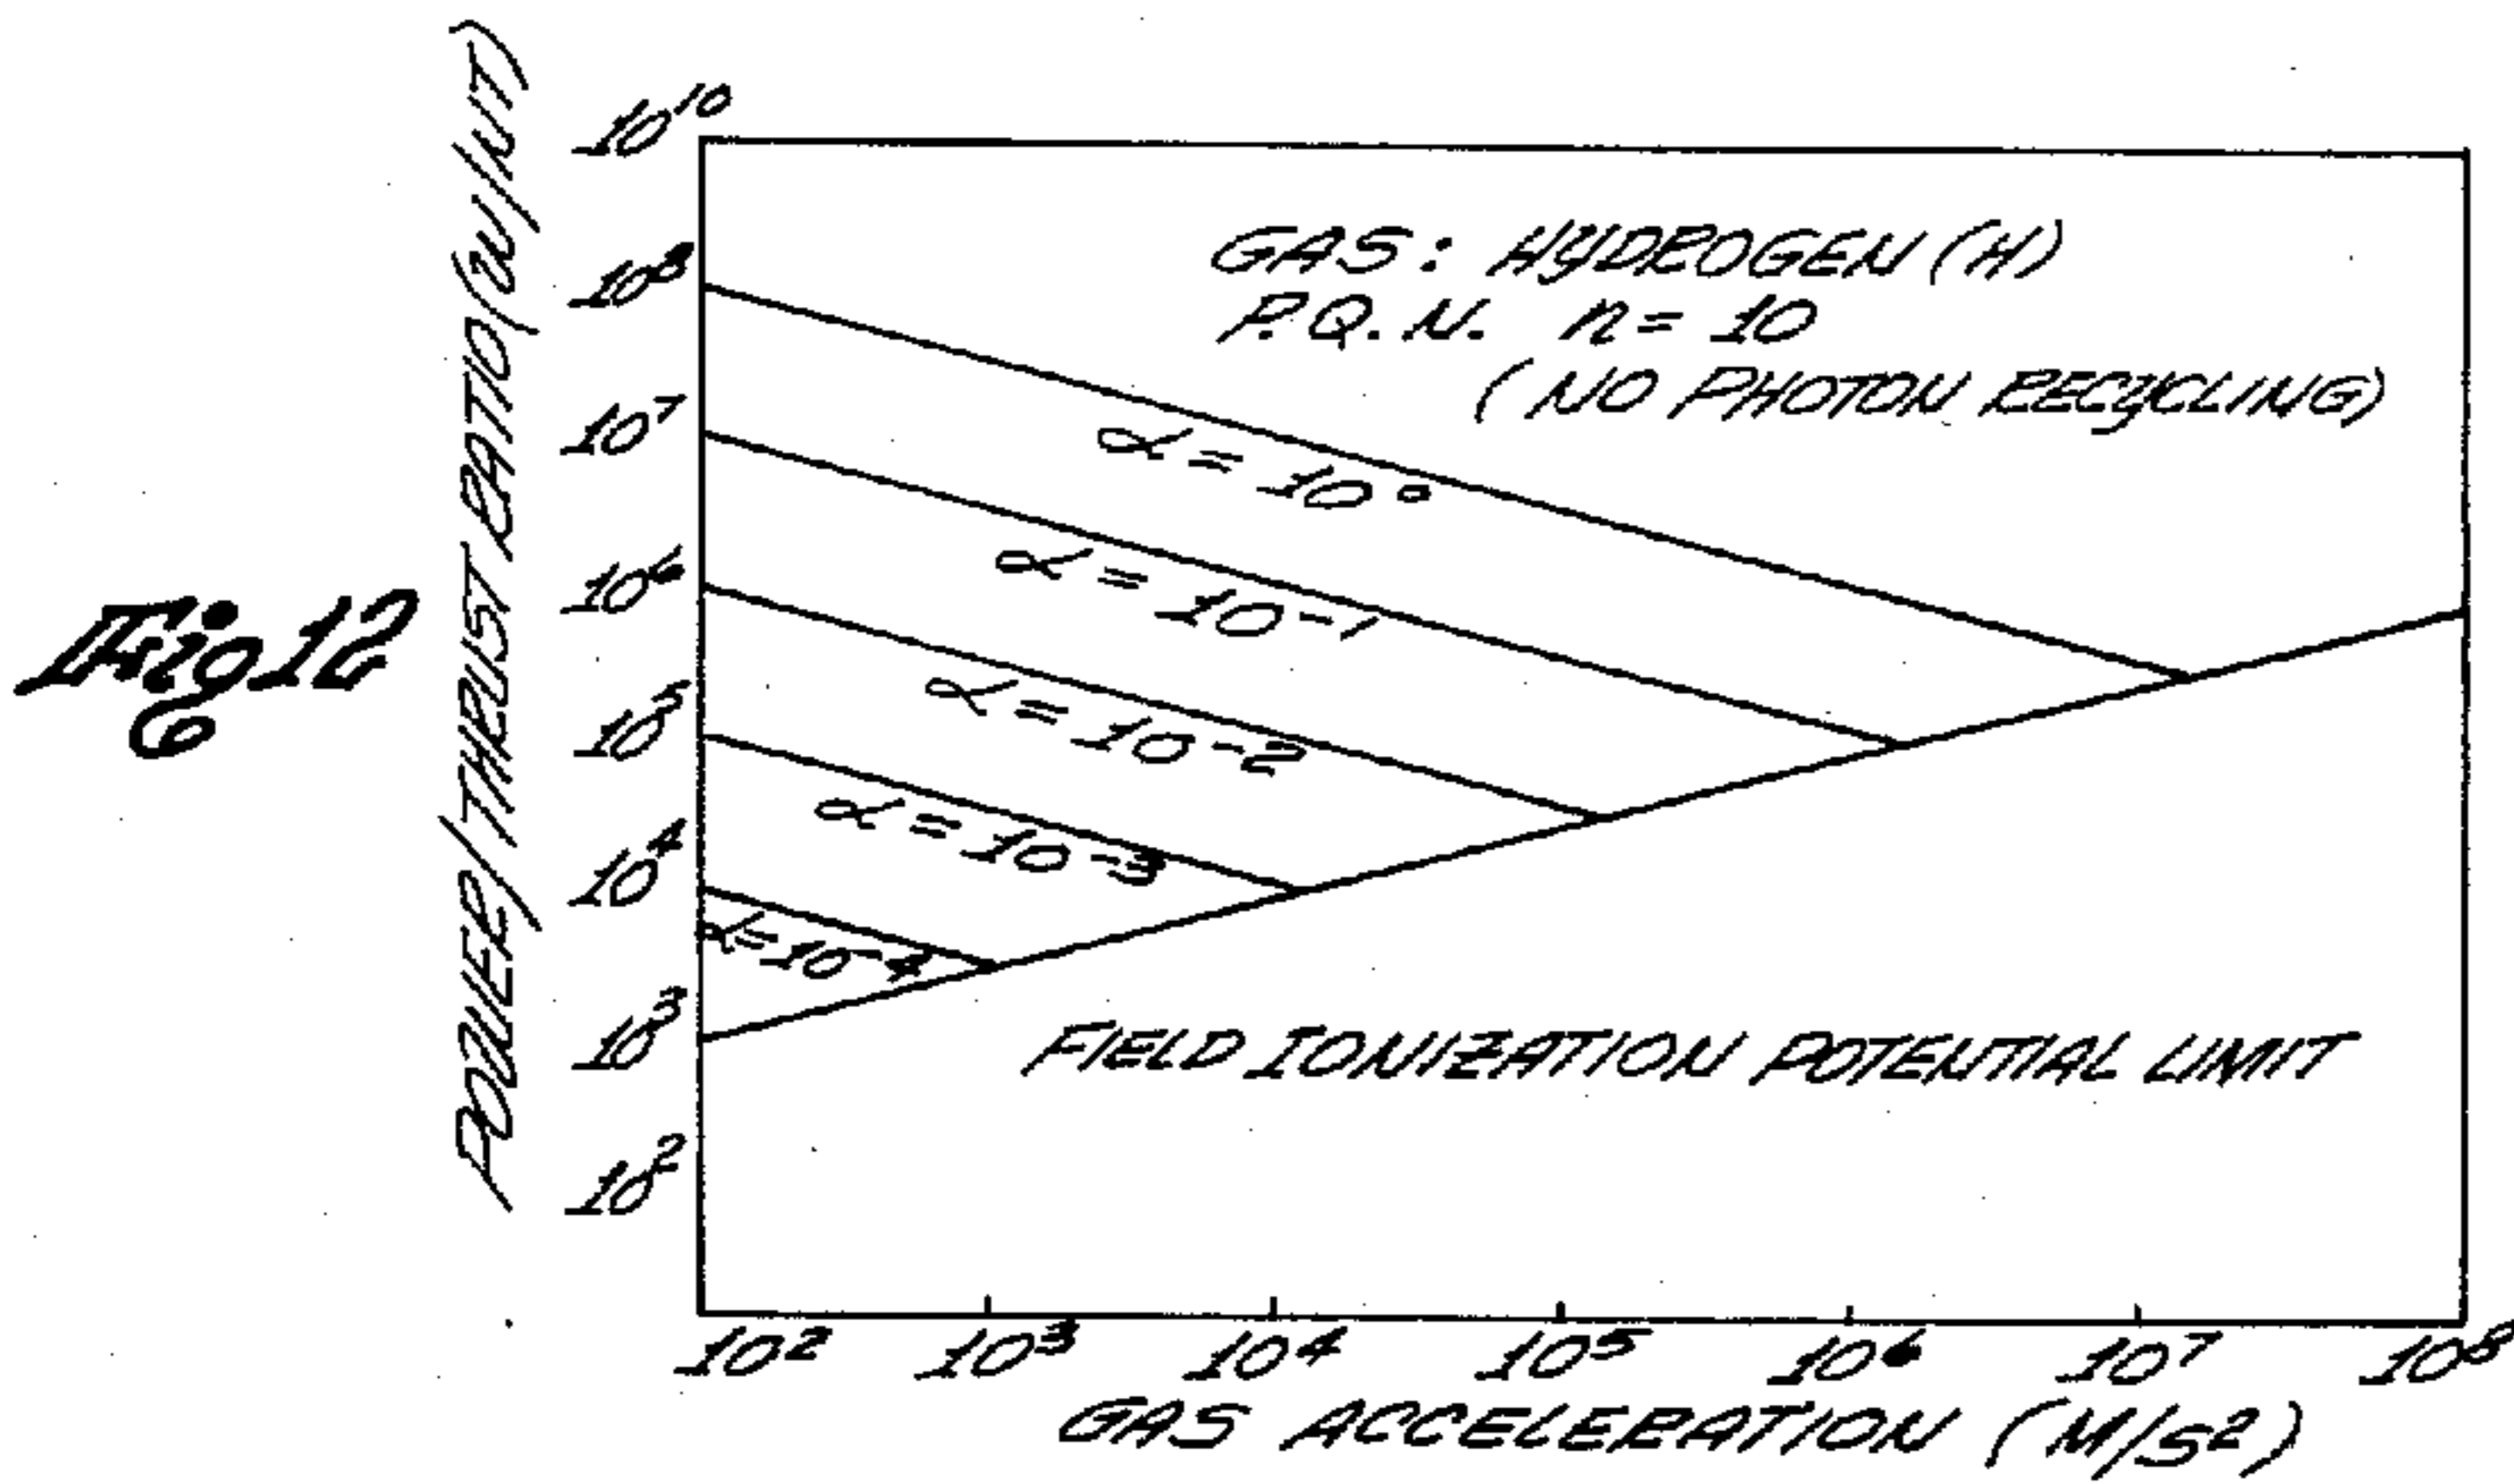 Fig 12
POWER/THRUST RATIO (W/NT)
10^10
10^8
10^7
10^6
10^5
10^4
10^3
10^2
GAS: HYDROGEN (H)
P.Q.N. n = 10
(NO PHOTON RECYCLING)
α = 10^0
α = 10^-1
α = 10^-2
α = 10^-3
α = 10^-4
FIELD IONIZATION POTENTIAL LIMIT
10^2 10^3 10^4 10^5 10^6 10^7 10^8
GAS ACCELERATION (M/S^2)